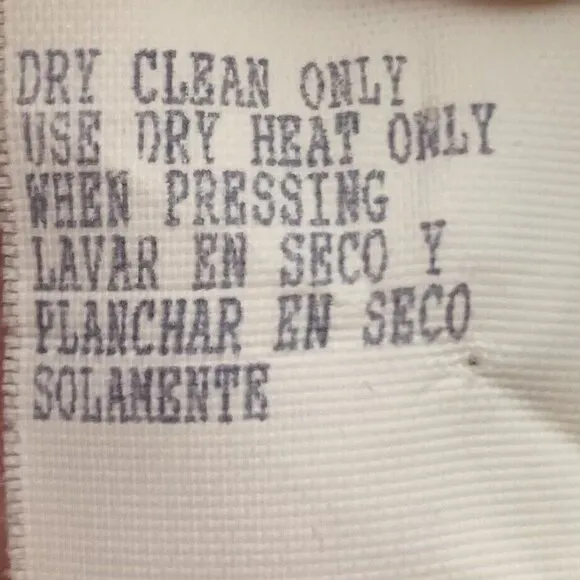 DRY CLEAN ONLY
USE DRY HEAT ONLY
WHEN PRESSING
LAVAR EN SECO Y
PLANCHAR EN SECO
SOLAMENTE